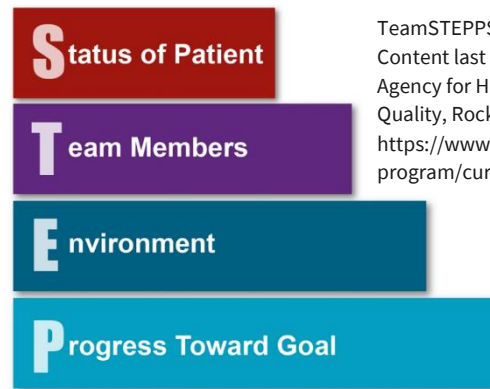 Status of Patient
Team Members
Environment
Progress Toward Goal
TeamSTEPPS
Content last
Agency for H
Quality, Rock
https://www
program/cur